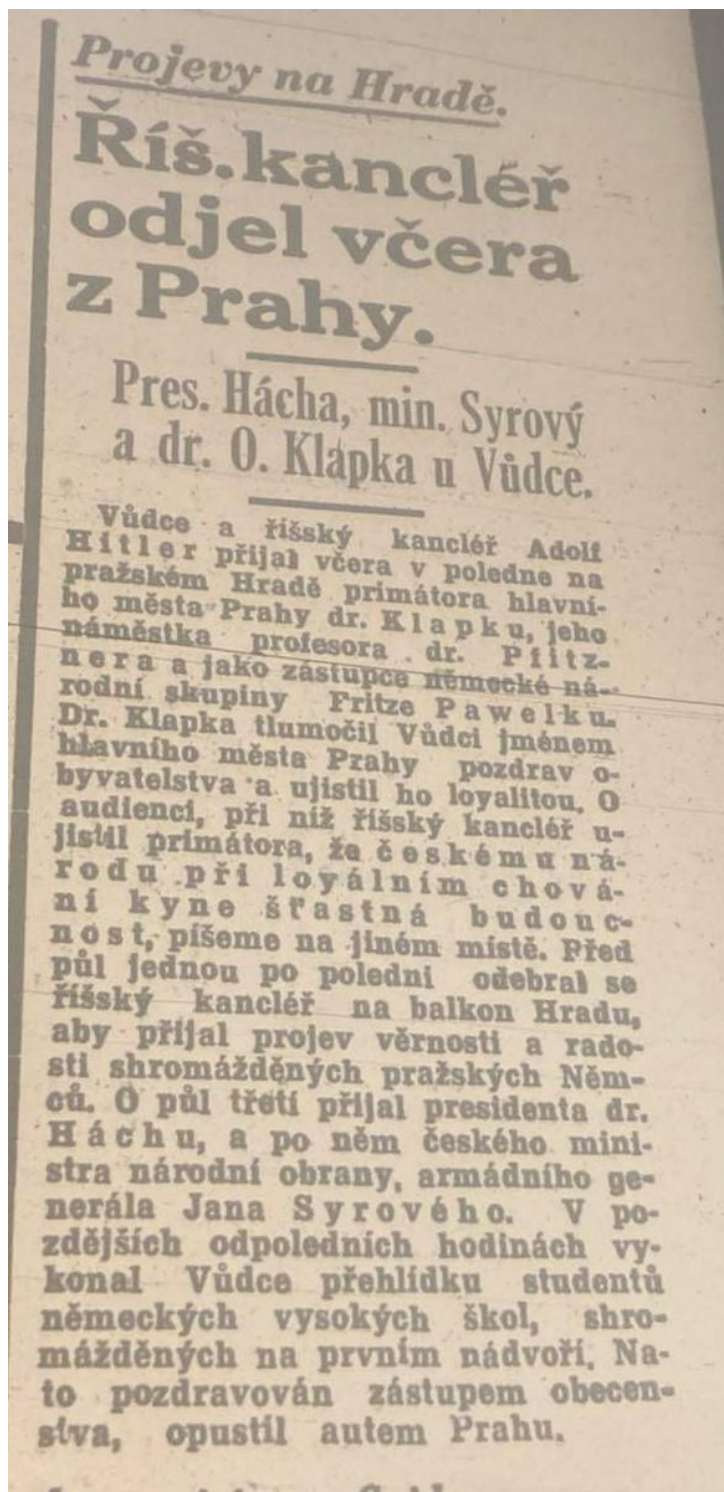 Projevy na Hradě.
Říš.kancléř
odjel včera
z Prahy.
Pres. Hácha, min. Syrový
a dr. O. Klapka u Vůdce.
Vůdce a říšský kancléř Adolf
Hitler přijal včera v poledne na
pražském Hradě primátora hlavní-
ho města Prahy dr. Klapku, jeho
náměstka profesora dr. Pfitz-
nera a jako zástupce německé ná-
rodní skupiny Fritze Pawelku.
Dr. Klapka tlumočil Vůdci jménem
hlavního města Prahy pozdrav o-
byvatelstva a ujistil ho loyalitou. O
audienci, při níž říšský kancléř u-
jistil primátora, že českému ná-
rodu při loyálním chová-
ní kyne šťastná budouc-
nost, píšeme na jiném místě. Před
půl jednou po poledni odebral se
říšský kancléř na balkon Hradu,
aby přijal projev věrnosti a rado-
sti shromážděných pražských Něm-
ců. O půl třetí přijal presidenta dr.
Háchu, a po něm českého mini-
stra národní obrany, armádního ge-
nerála Jana Syrového. V po-
zdějších odpoledních hodinách vy-
konal Vůdce přehlídku studentů
německých vysokých škol, shro-
mážděných na prvním nádvoří. Na-
to pozdravován zástupem obecen-
stva, opustil autem Prahu.